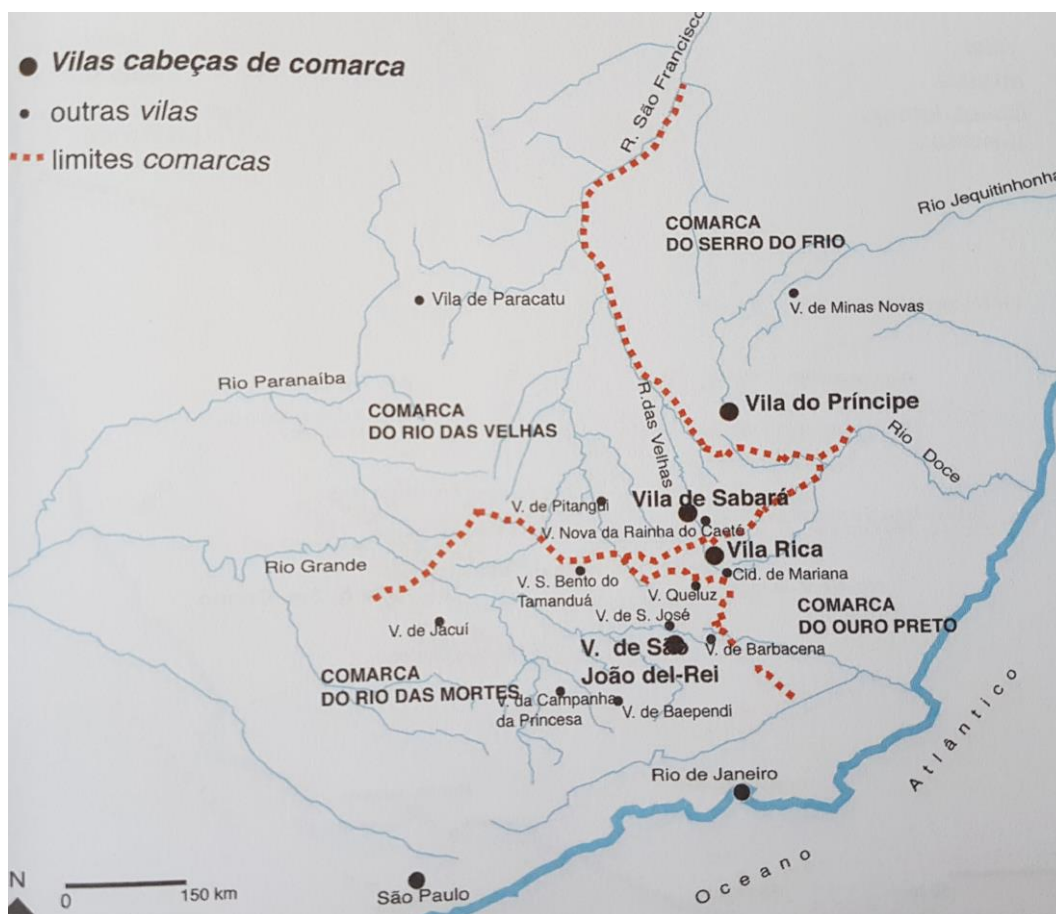 Vilas cabeças de comarca
outras vilas
limites comarcas
R. São Francisco
Rio Jequitinhonha
COMARCA
DO SERRO DO FRIO
Vila de Paracatu
V. de Minas Novas
Rio Paranaíba
COMARCA
DO RIO DAS VELHAS
R.das Velhas
Vila do Príncipe
Rio Doce
V. de Pitangui
Vila de Sabará
V. Nova da Rainha do Caeté
Vila Rica
Rio Grande
V. S. Bento do
Tamanduá
Cid. de Mariana
V. Queluz
V. de Jacuí
V. de S. José
COMARCA
DO OURO PRETO
V. de São
João del-Rei
V. de Barbacena
COMARCA
DO RIO DAS MORTES
V. da Campanha
da Princesa
V. de Baependi
Rio de Janeiro
Oceano Atlântico
São Paulo
N
0 150 km